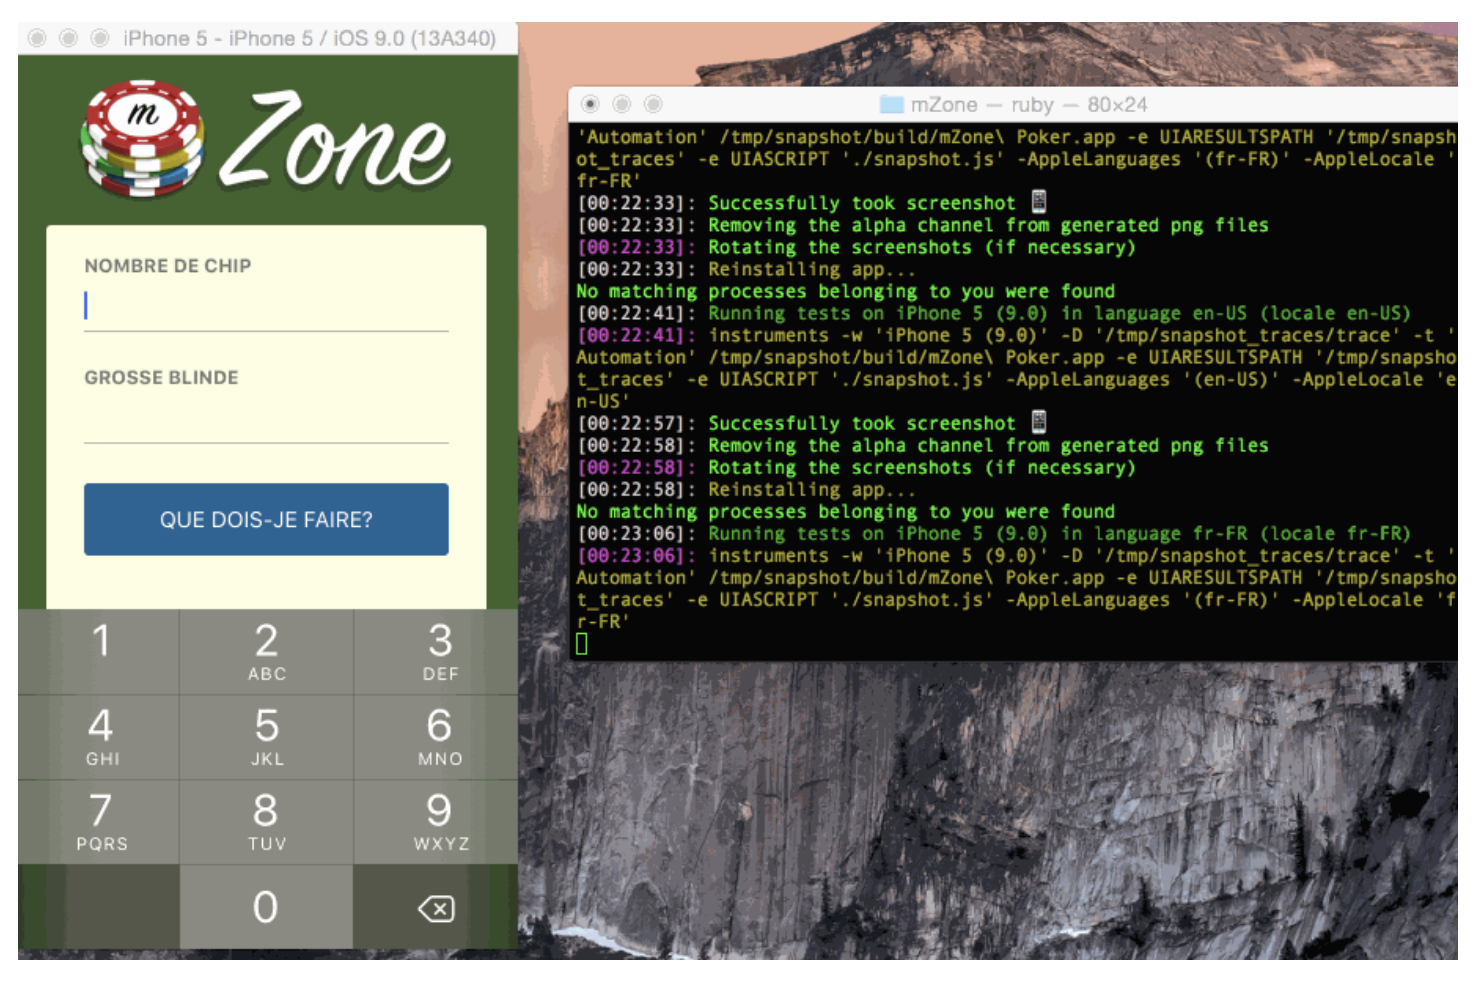 iPhone 5 - iPhone 5 / iOS 9.0 (13A340)
m
Zone
NOMBRE DE CHIP
GROSSE BLINDE
QUE DOIS-JE FAIRE?
1
2
ABC
3
DEF
4
GHI
5
JKL
6
MNO
7
PQRS
8
TUV
9
WXYZ
0
mZone — ruby — 80×24
'Automation' /tmp/snapshot/build/mZone\ Poker.app -e UIARESULTSPATH '/tmp/snapsh
ot_traces' -e UIASCRIPT './snapshot.js' -AppleLanguages '(fr-FR)' -AppleLocale '
fr-FR'
[00:22:33]: Successfully took screenshot 📱
[00:22:33]: Removing the alpha channel from generated png files
[00:22:33]: Rotating the screenshots (if necessary)
[00:22:33]: Reinstalling app...
No matching processes belonging to you were found
[00:22:41]: Running tests on iPhone 5 (9.0) in language en-US (locale en-US)
[00:22:41]: instruments -w 'iPhone 5 (9.0)' -D '/tmp/snapshot_traces/trace' -t '
Automation' /tmp/snapshot/build/mZone\ Poker.app -e UIARESULTSPATH '/tmp/snapsho
t_traces' -e UIASCRIPT './snapshot.js' -AppleLanguages '(en-US)' -AppleLocale 'e
n-US'
[00:22:57]: Successfully took screenshot 📱
[00:22:58]: Removing the alpha channel from generated png files
[00:22:58]: Rotating the screenshots (if necessary)
[00:22:58]: Reinstalling app...
No matching processes belonging to you were found
[00:23:06]: Running tests on iPhone 5 (9.0) in language fr-FR (locale fr-FR)
[00:23:06]: instruments -w 'iPhone 5 (9.0)' -D '/tmp/snapshot_traces/trace' -t '
Automation' /tmp/snapshot/build/mZone\ Poker.app -e UIARESULTSPATH '/tmp/snapsho
t_traces' -e UIASCRIPT './snapshot.js' -AppleLanguages '(fr-FR)' -AppleLocale 'f
r-FR'